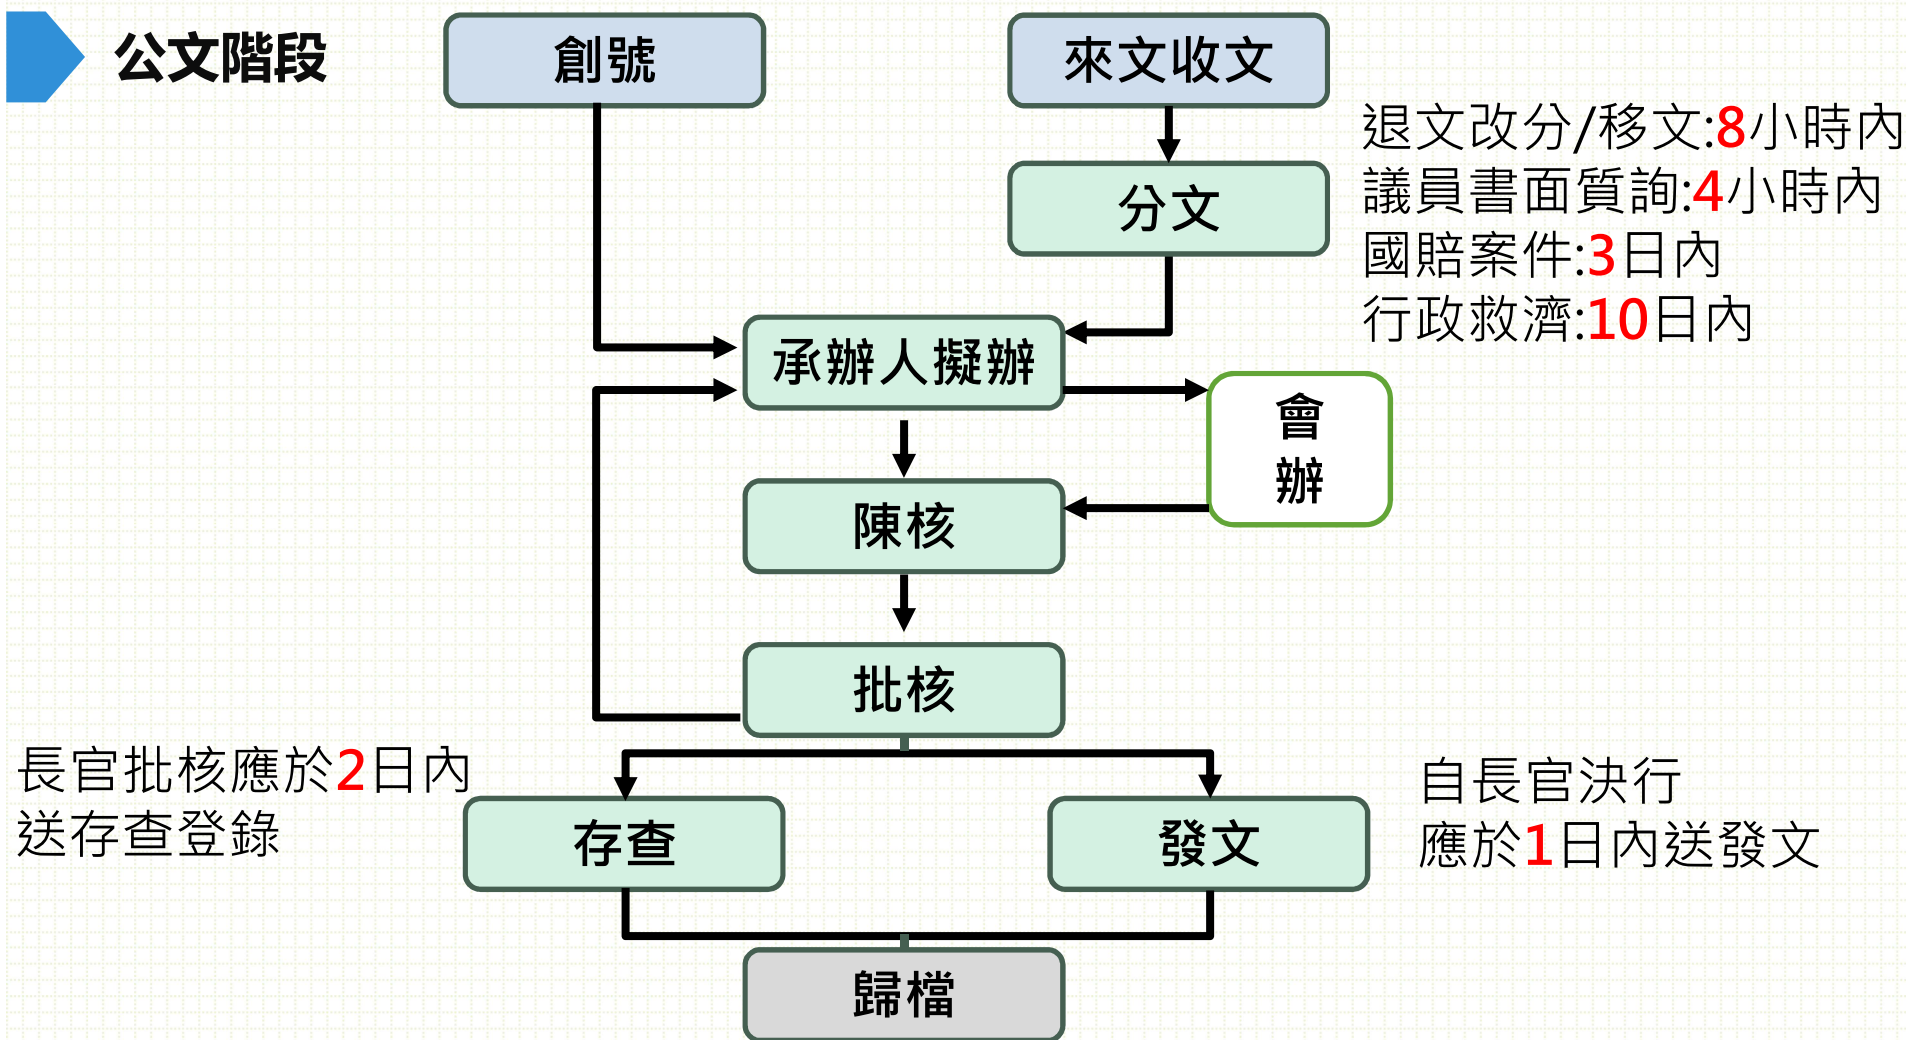 公文階段
創號
來文收文
退文改分/移文:8小時內
議員書面質詢:4小時內
國賠案件:3日內
行政救濟:10日內
分文
承辦人擬辦
會
辦
陳核
批核
長官批核應於2日內
送存查登錄
自長官決行
應於1日內送發文
存查
發文
歸檔